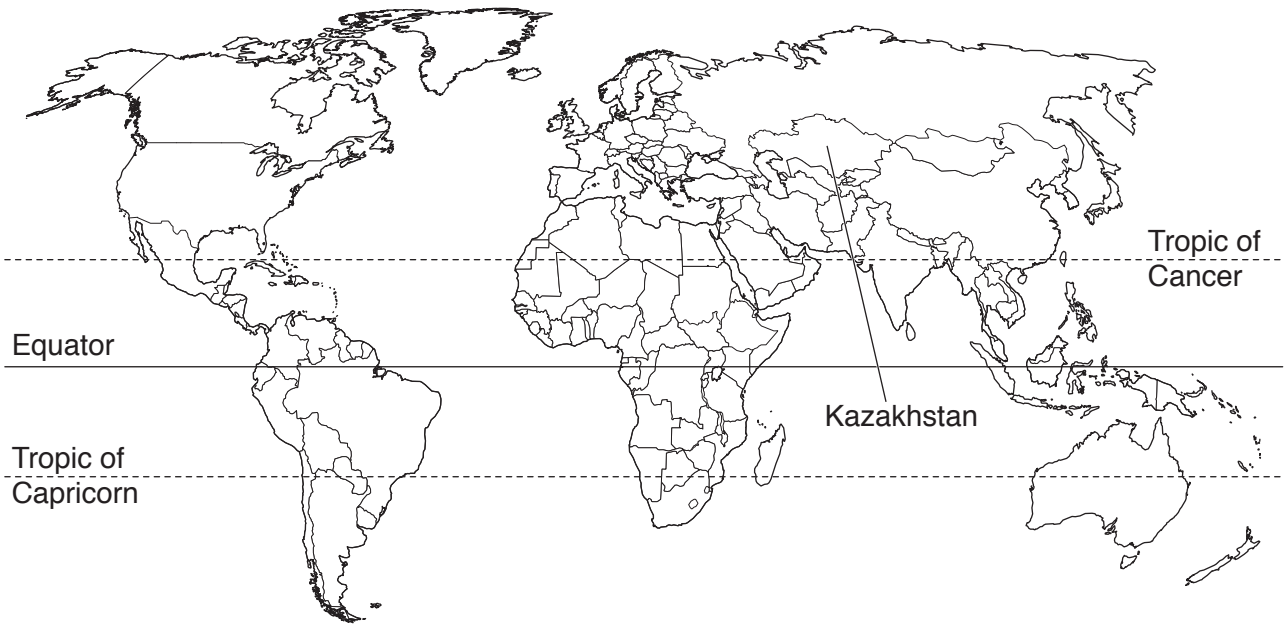 Tropic of
Cancer
Equator
Kazakhstan
Tropic of
Capricorn